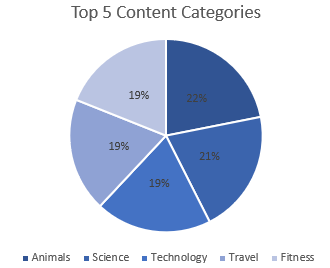 Top 5 Content Categories
19%
22%
19%
21%
19%
Animals Science Technology Travel Fitness